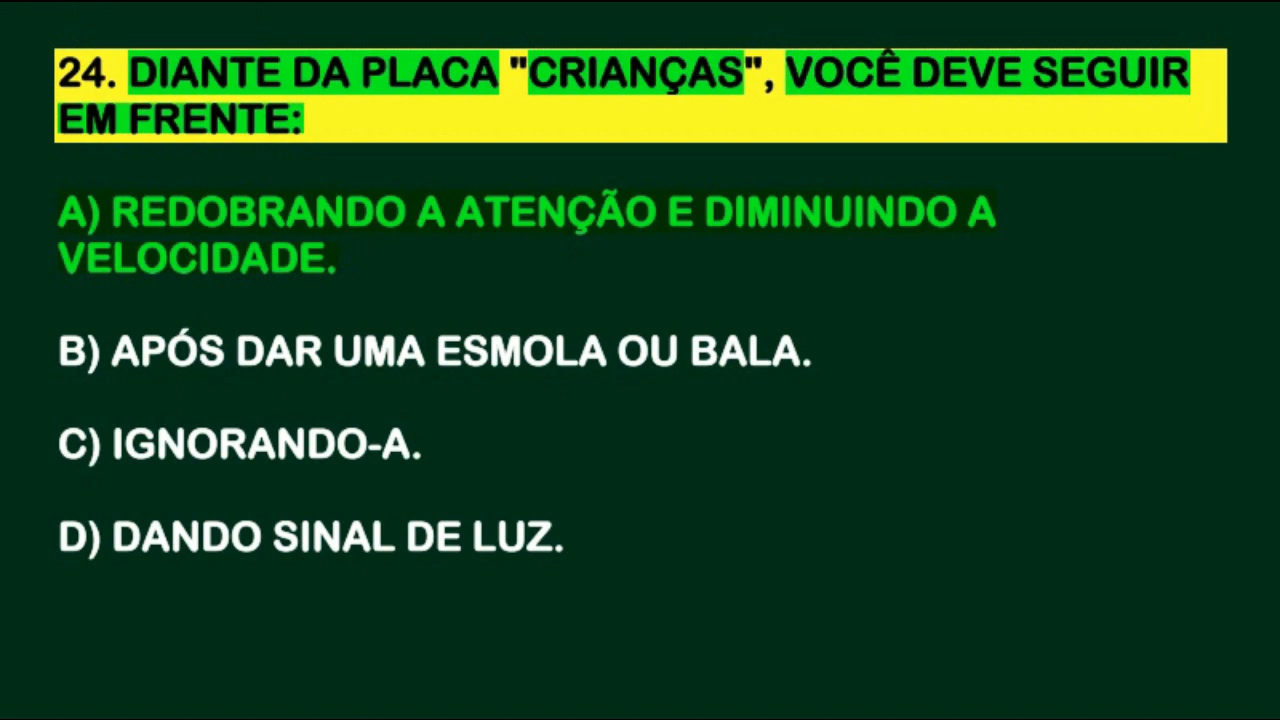 24. DIANTE DA PLACA "CRIANÇAS", VOCÊ DEVE SEGUIR
EM FRENTE:
A) REDOBRANDO A ATENÇÃO E DIMINUINDO A
VELOCIDADE.
B) APÓS DAR UMA ESMOLA OU BALA.
C) IGNORANDO-A.
D) DANDO SINAL DE LUZ.